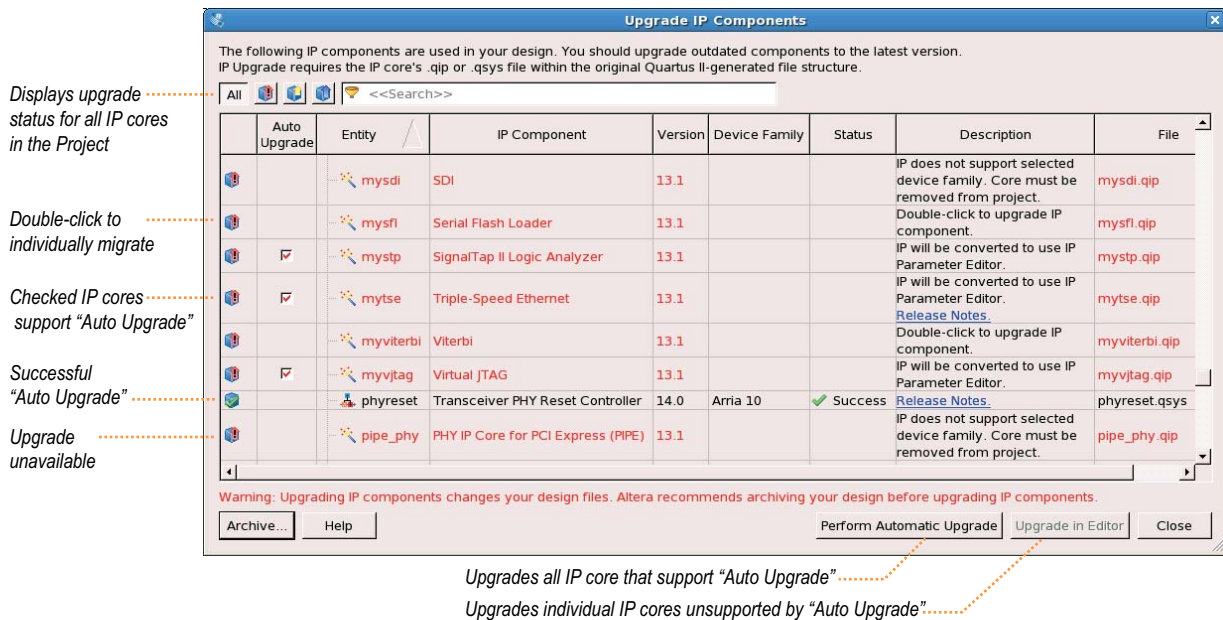 Upgrade IP Components
The following IP components are used in your design. You should upgrade outdated components to the latest version.
IP Upgrade requires the IP core's .qip or .qsys file within the original Quartus II-generated file structure.
Displays upgrade
status for all IP cores
in the Project
All <<Search>>
Auto Upgrade Entity IP Component Version Device Family Status Description File
mysdi SDI 13.1 IP does not support selected
device family. Core must be
removed from project. mysdi.qip
Double-click to
individually migrate
mysfl Serial Flash Loader 13.1 Double-click to upgrade IP
component. mysfl.qip
mystp SignalTap II Logic Analyzer 13.1 IP will be converted to use IP
Parameter Editor. mystp.qip
Checked IP cores
support “Auto Upgrade”
mytse Triple-Speed Ethernet 13.1 IP will be converted to use IP
Parameter Editor.
Release Notes. mytse.qip
myviterbi Viterbi 13.1 Double-click to upgrade IP
component. myviterbi.qip
Successful
“Auto Upgrade”
myvjtag Virtual JTAG 13.1 IP will be converted to use IP
Parameter Editor. myvjtag.qip
phyreset Transceiver PHY Reset Controller 14.0 Arria 10 Success Release Notes. phyreset.qsys
Upgrade
unavailable
pipe_phy PHY IP Core for PCI Express (PIPE) 13.1 IP does not support selected
device family. Core must be
removed from project. pipe_phy.qip
Warning: Upgrading IP components changes your design files. Altera recommends archiving your design before upgrading IP components.
Archive... Help Perform Automatic Upgrade Upgrade in Editor Close
Upgrades all IP core that support “Auto Upgrade”
Upgrades individual IP cores unsupported by “Auto Upgrade”